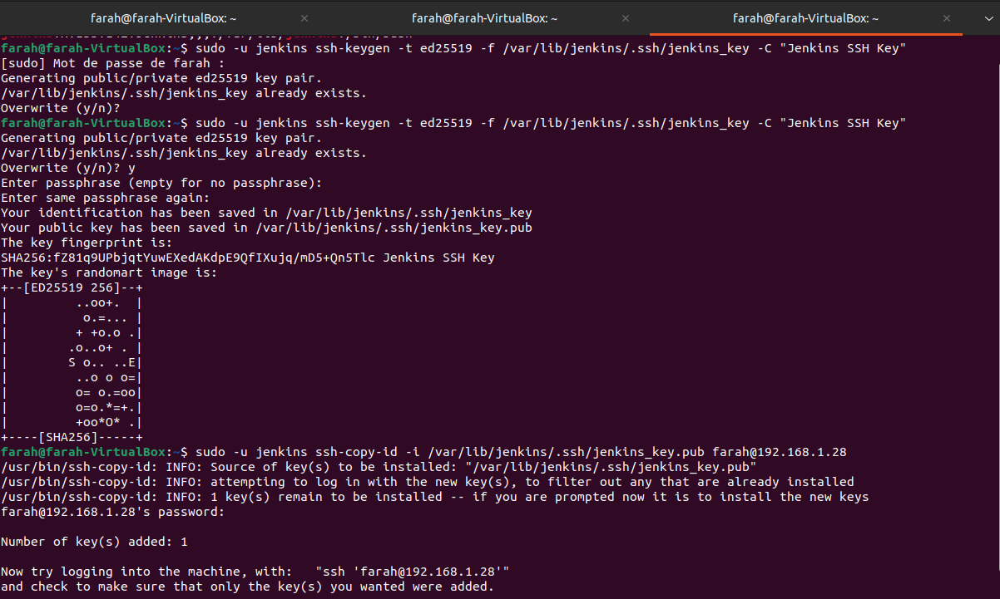 farah@farah-VirtualBox: ~ × farah@farah-VirtualBox: ~ × farah@farah-VirtualBox: ~ ×
farah@farah-VirtualBox:~$ sudo -u jenkins ssh-keygen -t ed25519 -f /var/lib/jenkins/.ssh/jenkins_key -C "Jenkins SSH Key"
[sudo] Mot de passe de farah :
Generating public/private ed25519 key pair.
/var/lib/jenkins/.ssh/jenkins_key already exists.
Overwrite (y/n)?
farah@farah-VirtualBox:~$ sudo -u jenkins ssh-keygen -t ed25519 -f /var/lib/jenkins/.ssh/jenkins_key -C "Jenkins SSH Key"
Generating public/private ed25519 key pair.
/var/lib/jenkins/.ssh/jenkins_key already exists.
Overwrite (y/n)? y
Enter passphrase (empty for no passphrase):
Enter same passphrase again:
Your identification has been saved in /var/lib/jenkins/.ssh/jenkins_key
Your public key has been saved in /var/lib/jenkins/.ssh/jenkins_key.pub
The key fingerprint is:
SHA256:fZ81q9UPbjqtYuwEXedAKdpE9QfIXujq/mD5+Qn5Tlc Jenkins SSH Key
The key's randomart image is:
+--[ED25519 256]--+
|         ..oo+.  |
|          o.=... |
|         + +o.o .|
|        .o..o+ . |
|        S o.. ..E|
|         ..o o o=|
|         o= o.=oo|
|         o=o.*=+.|
|         +oo*O* .|
+----[SHA256]-----+
farah@farah-VirtualBox:~$ sudo -u jenkins ssh-copy-id -i /var/lib/jenkins/.ssh/jenkins_key.pub farah@192.168.1.28
/usr/bin/ssh-copy-id: INFO: Source of key(s) to be installed: "/var/lib/jenkins/.ssh/jenkins_key.pub"
/usr/bin/ssh-copy-id: INFO: attempting to log in with the new key(s), to filter out any that are already installed
/usr/bin/ssh-copy-id: INFO: 1 key(s) remain to be installed -- if you are prompted now it is to install the new keys
farah@192.168.1.28's password:
Number of key(s) added: 1
Now try logging into the machine, with:   "ssh 'farah@192.168.1.28'"
and check to make sure that only the key(s) you wanted were added.